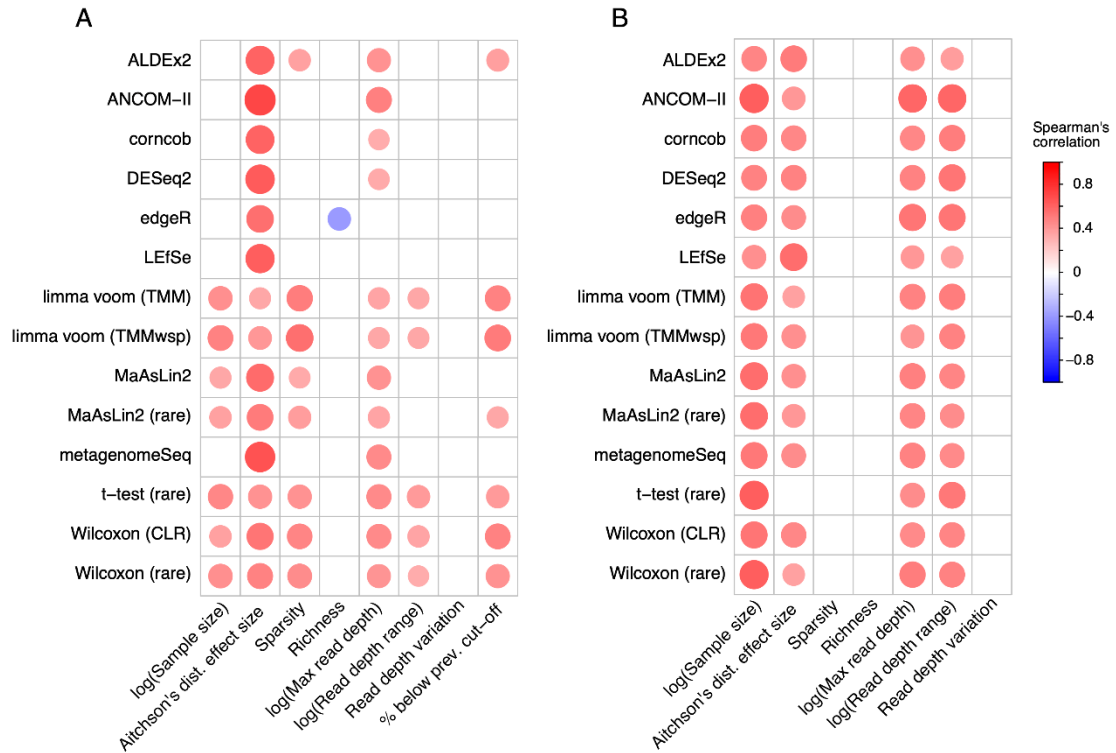 A
ALDEx2
ANCOM−II
corncob
DESeq2
edgeR
LEfSe
limma voom (TMM)
limma voom (TMMwsp)
MaAsLin2
MaAsLin2 (rare)
metagenomeSeq
t−test (rare)
Wilcoxon (CLR)
Wilcoxon (rare)
log(Sample size)
Aitchson's dist. effect size
Sparsity
Richness
log(Max read depth)
log(Read depth range)
Read depth variation
% below prev. cut−off
B
ALDEx2
ANCOM−II
corncob
DESeq2
edgeR
LEfSe
limma voom (TMM)
limma voom (TMMwsp)
MaAsLin2
MaAsLin2 (rare)
metagenomeSeq
t−test (rare)
Wilcoxon (CLR)
Wilcoxon (rare)
log(Sample size)
Aitchson's dist. effect size
Sparsity
Richness
log(Max read depth)
log(Read depth range)
Read depth variation
Spearman's
correlation
0.8
0.4
0
−0.4
−0.8